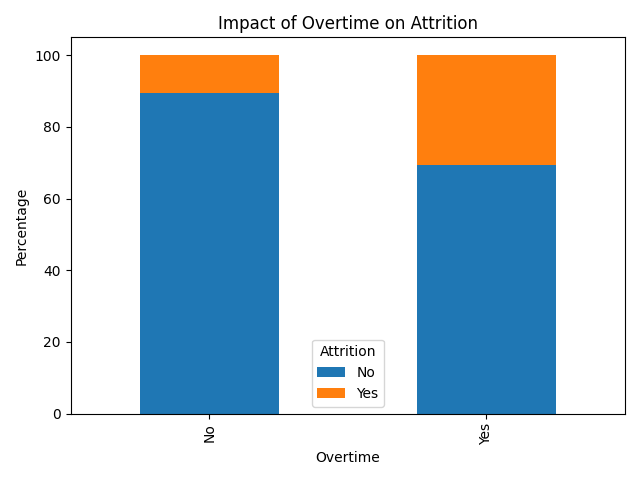 Impact of Overtime on Attrition
Percentage
100
80
60
40
20
0
Attrition
No
Yes
No
Yes
Overtime